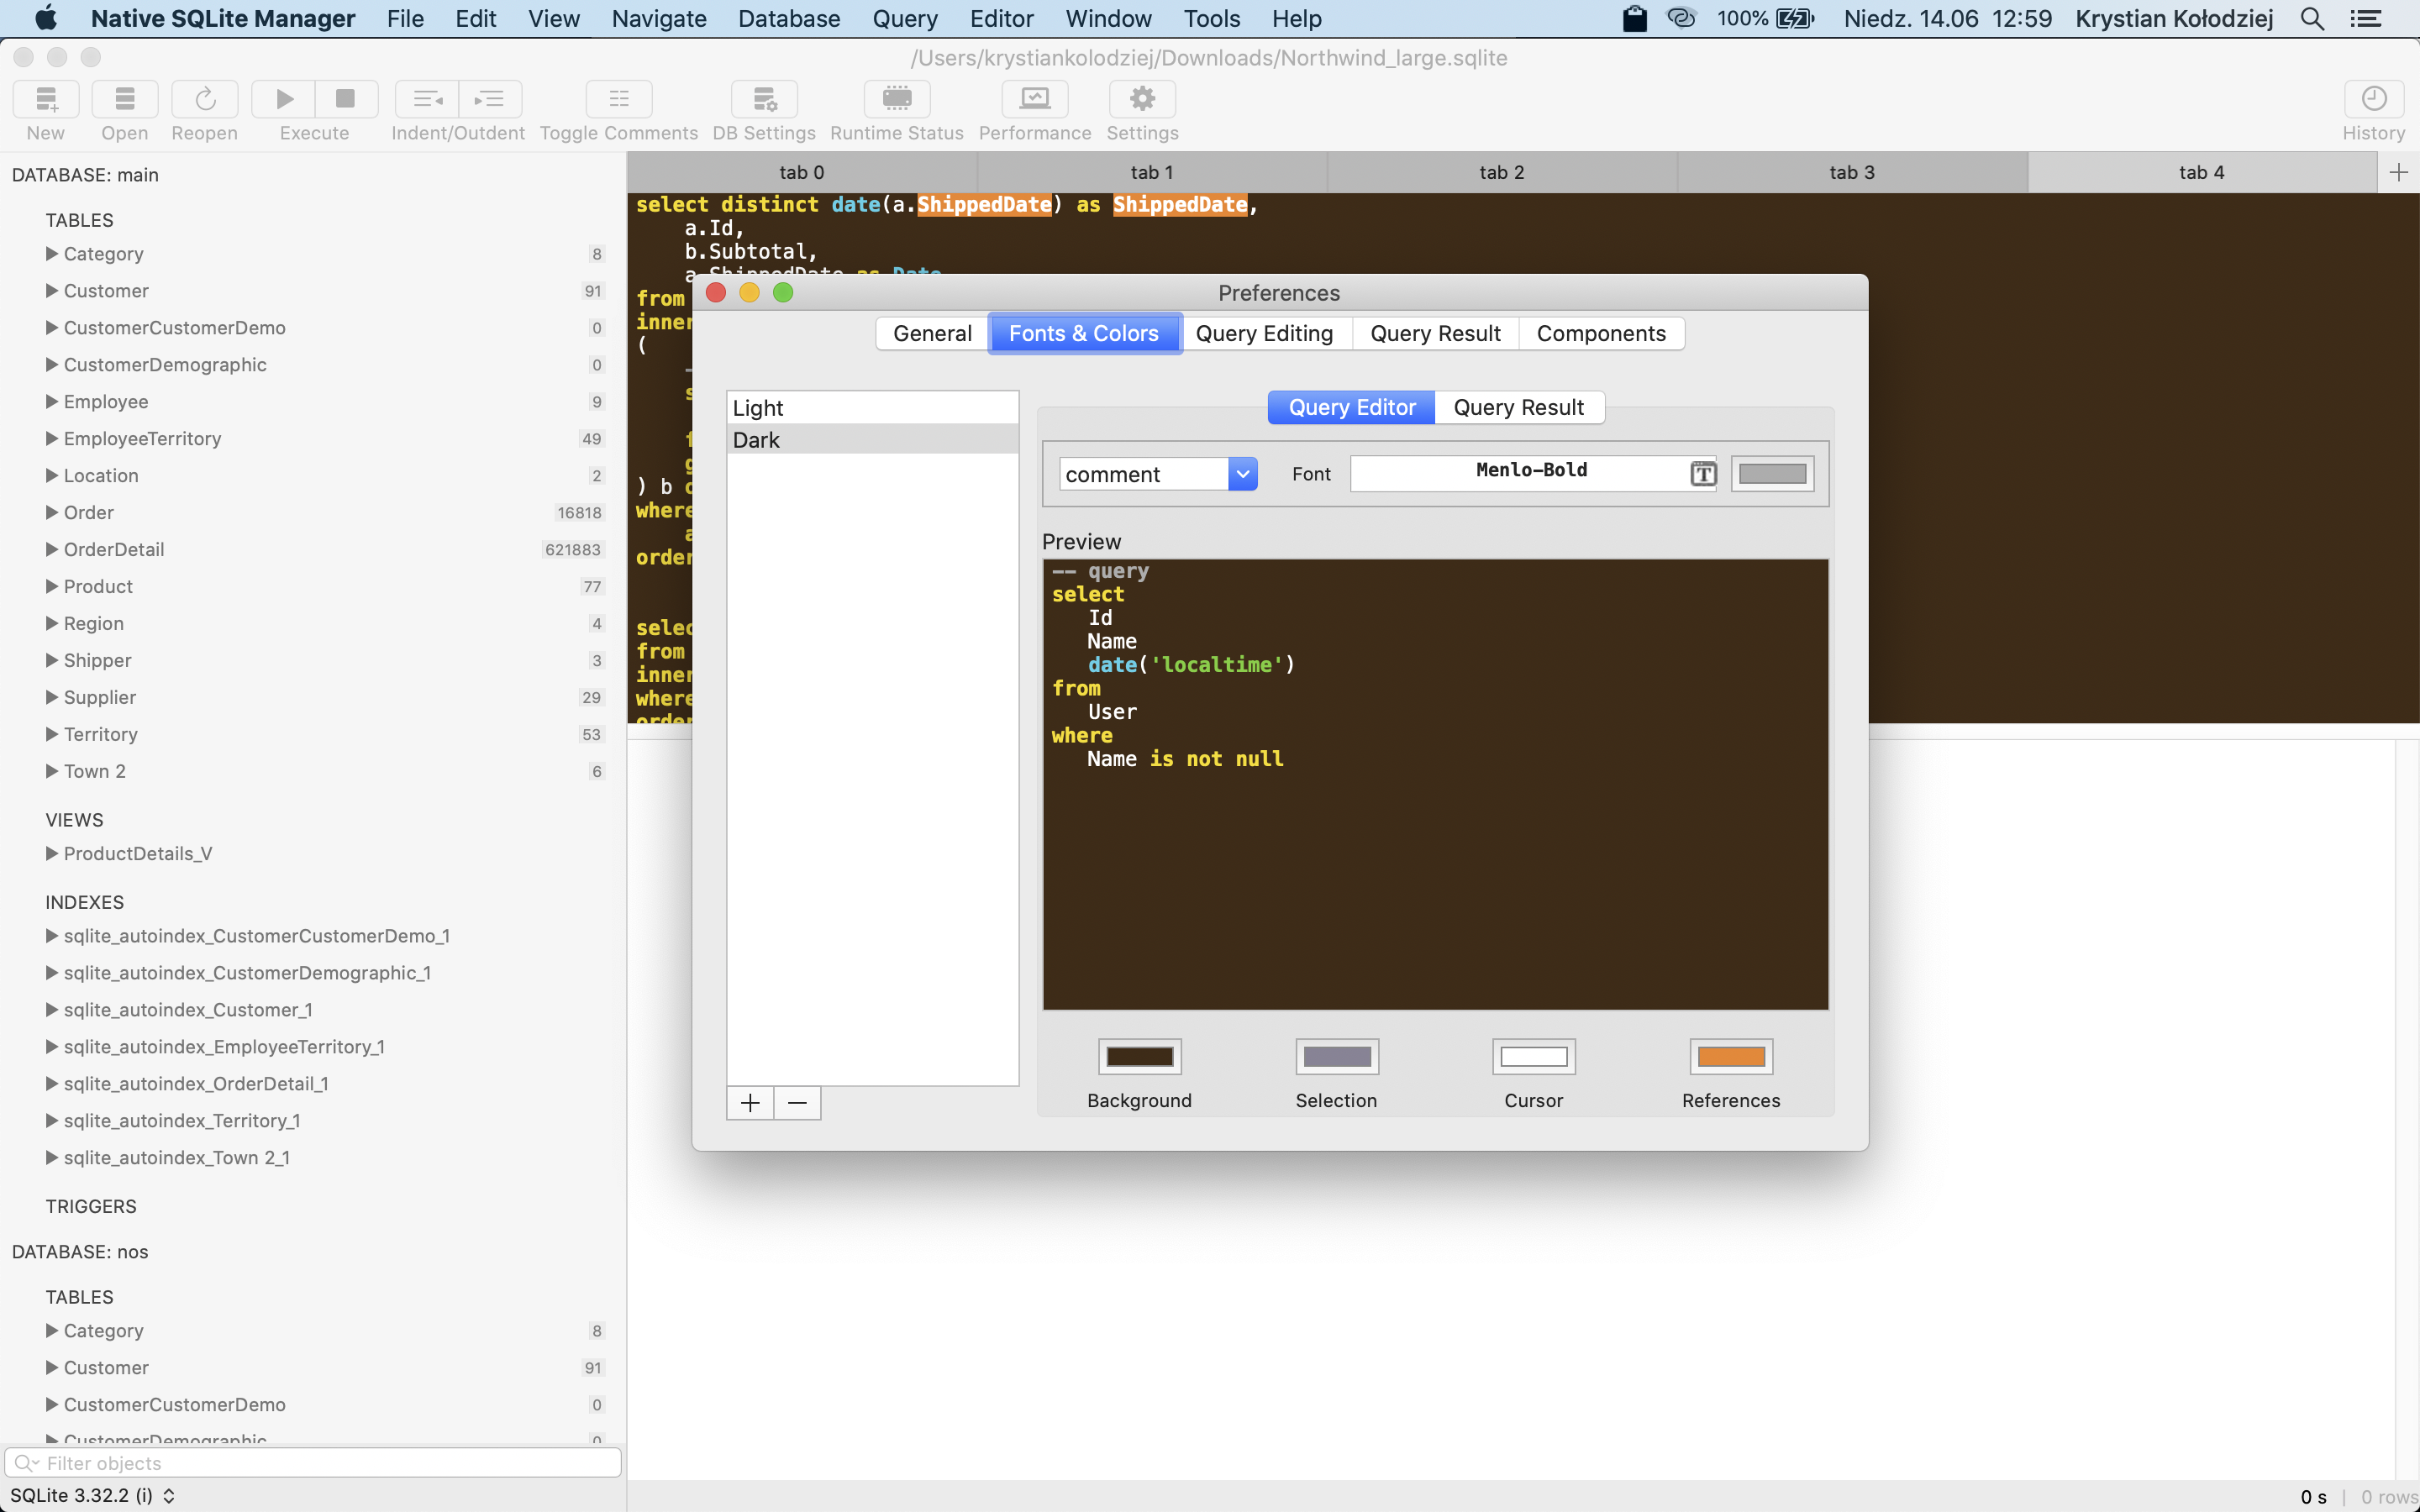 Native SQLite Manager File Edit View Navigate Database Query Editor Window Tools Help 100% Niedz. 14.06 12:59 Krystian Kołodziej
/Users/krystiankolodziej/Downloads/Northwind_large.sqlite
New Open Reopen Execute Indent/Outdent Toggle Comments DB Settings Runtime Status Performance Settings History
DATABASE: main
TABLES
Category 8
Customer 91
CustomerCustomerDemo 0
CustomerDemographic 0
Employee 9
EmployeeTerritory 49
Location 2
Order 16818
OrderDetail 621883
Product 77
Region 4
Shipper 3
Supplier 29
Territory 53
Town 2 6
VIEWS
ProductDetails_V
INDEXES
sqlite_autoindex_CustomerCustomerDemo_1
sqlite_autoindex_CustomerDemographic_1
sqlite_autoindex_Customer_1
sqlite_autoindex_EmployeeTerritory_1
sqlite_autoindex_OrderDetail_1
sqlite_autoindex_Territory_1
sqlite_autoindex_Town 2_1
TRIGGERS
DATABASE: nos
TABLES
Category 8
Customer 91
CustomerCustomerDemo 0
CustomerDemographic 0
Filter objects
SQLite 3.32.2 (i)
tab 0 tab 1 tab 2 tab 3 tab 4
select distinct date(a.ShippedDate) as ShippedDate,
a.Id,
b.Subtotal,
a.ShippedDate as Date
from
inner
(
) b
where
order
select
from
inner
where
order
Preferences
General Fonts & Colors Query Editing Query Result Components
Light
Dark
Query Editor Query Result
comment Font Menlo-Bold
Preview
-- query
select
Id
Name
date('localtime')
from
User
where
Name is not null
Background Selection Cursor References
0 s | 0 rows